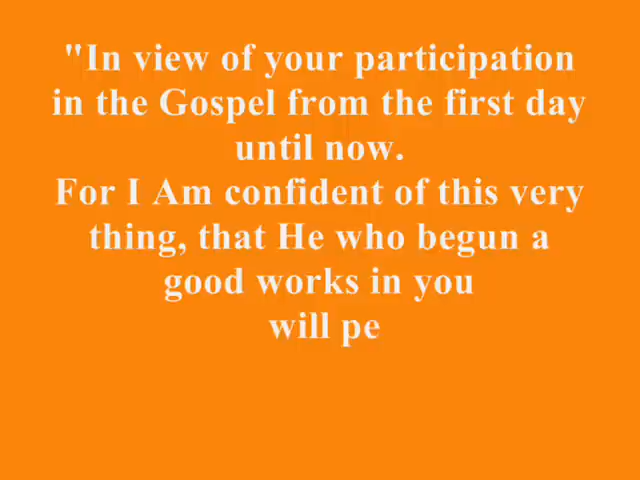 "In view of your participation
in the Gospel from the first day
until now.
For I Am confident of this very
thing, that He who begun a
good works in you
will pe